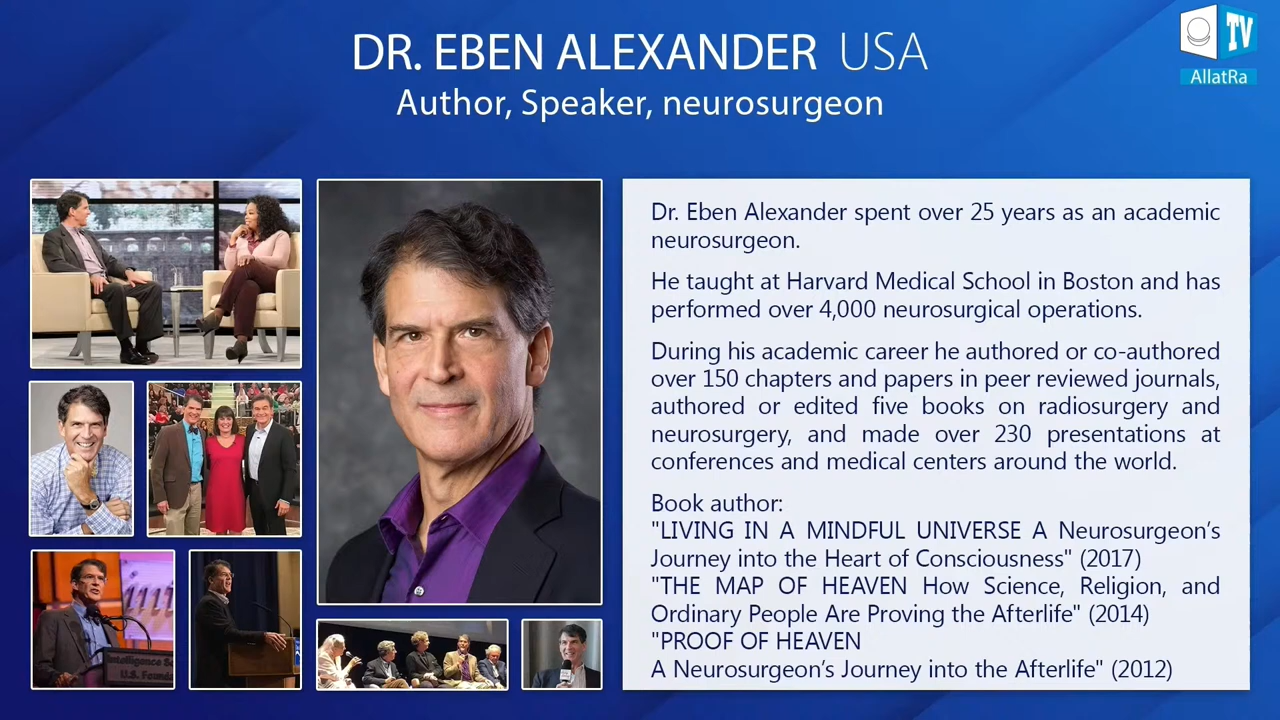 DR. EBEN ALEXANDER USA
Author, Speaker, neurosurgeon
TV
AllatRa
Dr. Eben Alexander spent over 25 years as an academic
neurosurgeon.
He taught at Harvard Medical School in Boston and has
performed over 4,000 neurosurgical operations.
During his academic career he authored or co-authored
over 150 chapters and papers in peer reviewed journals,
authored or edited five books on radiosurgery and
neurosurgery, and made over 230 presentations at
conferences and medical centers around the world.
Book author:
"LIVING IN A MINDFUL UNIVERSE A Neurosurgeon's
Journey into the Heart of Consciousness" (2017)
"THE MAP OF HEAVEN How Science, Religion, and
Ordinary People Are Proving the Afterlife" (2014)
"PROOF OF HEAVEN
A Neurosurgeon's Journey into the Afterlife" (2012)
Intelligence
U.S.